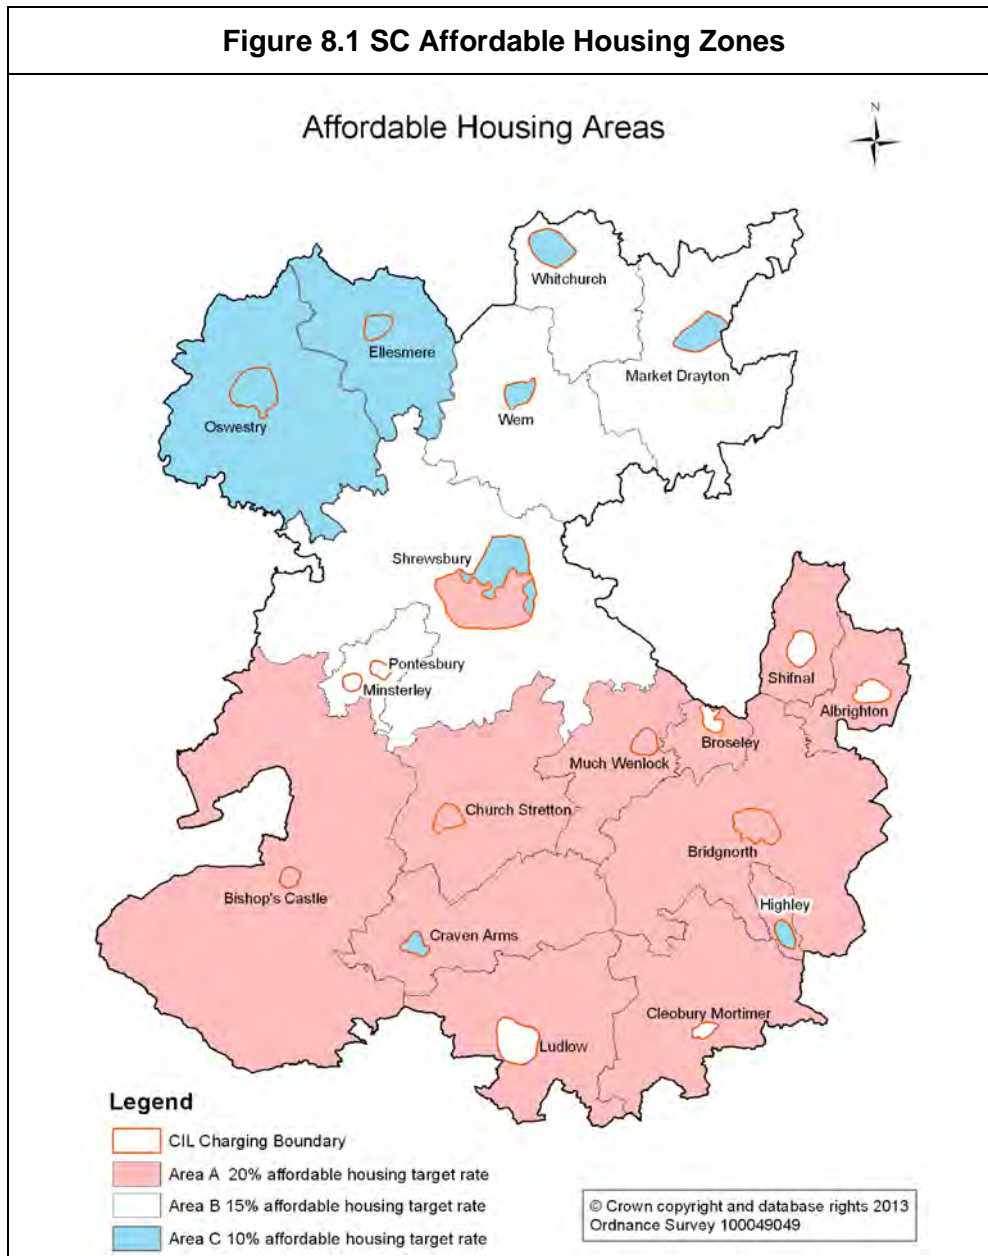 Figure 8.1 SC Affordable Housing Zones
Affordable Housing Areas
N
Whitchurch
Ellesmere
Market Drayton
Oswestry
Wem
Shrewsbury
Pontesbury
Minsterley
Shifnal
Albrighton
Broseley
Much Wenlock
Church Stretton
Bridgnorth
Bishop's Castle
Highley
Craven Arms
Cleobury Mortimer
Ludlow
Legend
CIL Charging Boundary
Area A 20% affordable housing target rate
Area B 15% affordable housing target rate
Area C 10% affordable housing target rate
© Crown copyright and database rights 2013
Ordnance Survey 100049049